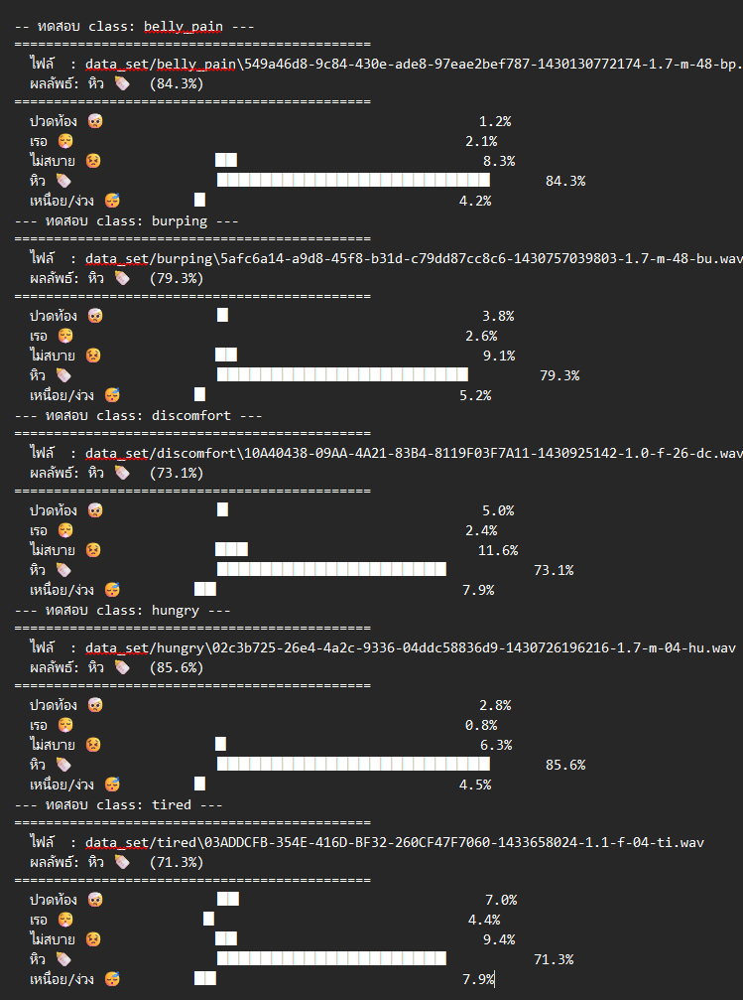 -- ทดสอบ class: belly_pain ---
===========================================
ไฟล์ : data_set/belly_pain\549a46d8-9c84-430e-ade8-97eae2bef787-1430130772174-1.7-m-48-bp.
ผลลัพธ์: หิว 🍼 (84.3%)
===========================================
ปวดท้อง 🤕 1.2%
เรอ 😮‍💨 2.1%
ไม่สบาย 😣 ██ 8.3%
หิว 🍼 █████████████████████████ 84.3%
เหนื่อย/ง่วง 😴 █ 4.2%
--- ทดสอบ class: burping ---
===========================================
ไฟล์ : data_set/burping\5afc6a14-a9d8-45f8-b31d-c79dd87cc8c6-1430757039803-1.7-m-48-bu.wav
ผลลัพธ์: หิว 🍼 (79.3%)
===========================================
ปวดท้อง 🤕 █ 3.8%
เรอ 😮‍💨 2.6%
ไม่สบาย 😣 ██ 9.1%
หิว 🍼 ███████████████████████ 79.3%
เหนื่อย/ง่วง 😴 █ 5.2%
--- ทดสอบ class: discomfort ---
===========================================
ไฟล์ : data_set/discomfort\10A40438-09AA-4A21-83B4-8119F03F7A11-1430925142-1.0-f-26-dc.wav
ผลลัพธ์: หิว 🍼 (73.1%)
===========================================
ปวดท้อง 🤕 █ 5.0%
เรอ 😮‍💨 2.4%
ไม่สบาย 😣 ███ 11.6%
หิว 🍼 █████████████████████ 73.1%
เหนื่อย/ง่วง 😴 ██ 7.9%
--- ทดสอบ class: hungry ---
===========================================
ไฟล์ : data_set/hungry\02c3b725-26e4-4a2c-9336-04ddc58836d9-1430726196216-1.7-m-04-hu.wav
ผลลัพธ์: หิว 🍼 (85.6%)
===========================================
ปวดท้อง 🤕 2.8%
เรอ 😮‍💨 0.8%
ไม่สบาย 😣 █ 6.3%
หิว 🍼 █████████████████████████ 85.6%
เหนื่อย/ง่วง 😴 █ 4.5%
--- ทดสอบ class: tired ---
===========================================
ไฟล์ : data_set/tired\03ADDCFB-354E-416D-BF32-260CF47F7060-1433658024-1.1-f-04-ti.wav
ผลลัพธ์: หิว 🍼 (71.3%)
===========================================
ปวดท้อง 🤕 ██ 7.0%
เรอ 😮‍💨 █ 4.4%
ไม่สบาย 😣 ██ 9.4%
หิว 🍼 █████████████████████ 71.3%
เหนื่อย/ง่วง 😴 ██ 7.9%